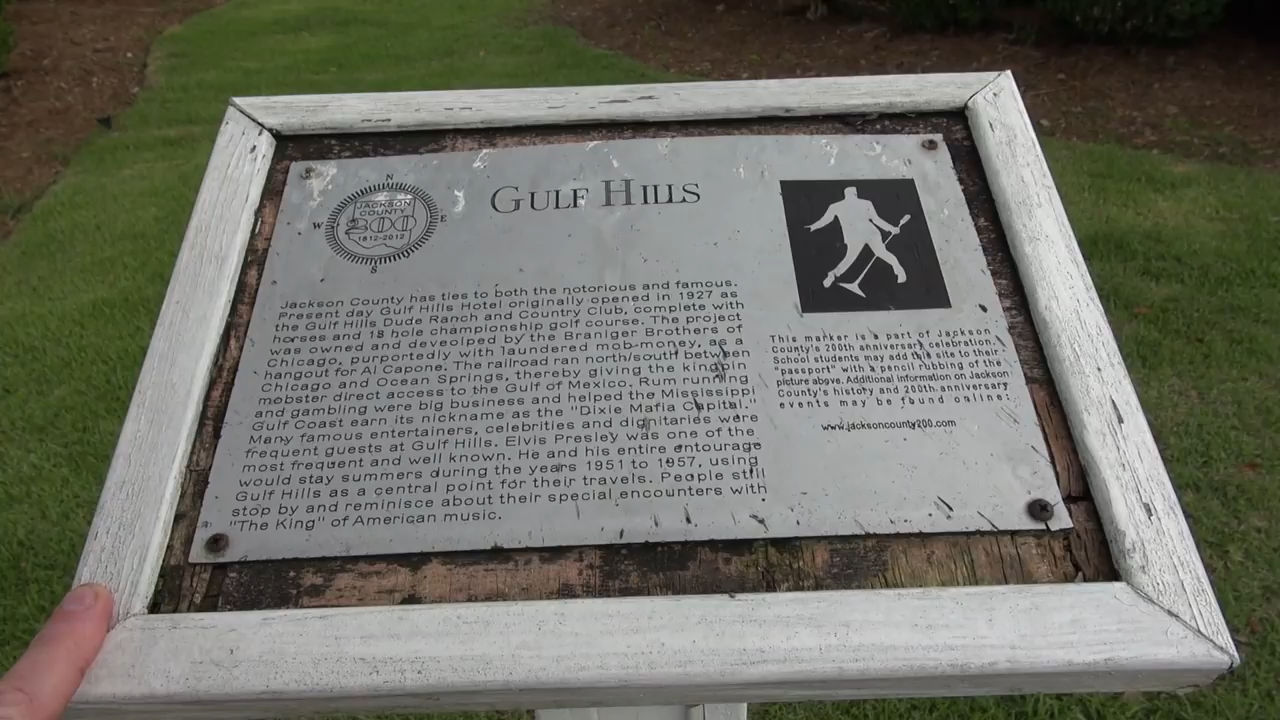 N
W
E
S
JACKSON
COUNTY
200
1812-2012
GULF HILLS
Jackson County has ties to both the notorious and famous.
Present day Gulf Hills Hotel originally opened in 1927 as
the Gulf Hills Dude Ranch and Country Club, complete with
horses and 18 hole championship golf course. The project
was owned and deveolped by the Braniger Brothers of
Chicago, purportedly with laundered mob money, as a
hangout for Al Capone. The railroad ran north/south between
Chicago and Ocean Springs, thereby giving the kingpin
mobster direct access to the Gulf of Mexico. Rum running
and gambling were big business and helped the Mississippi
Gulf Coast earn its nickname as the "Dixie Mafia Capital."
Many famous entertainers, celebrities and dignitaries were
frequent guests at Gulf Hills. Elvis Presley was one of the
most frequent and well known. He and his entire entourage
would stay summers during the years 1951 to 1957, using
Gulf Hills as a central point for their travels. People still
stop by and reminisce about their special encounters with
"The King" of American music.
This marker is a part of Jackson
County's 200th anniversary celebration.
School students may add this site to their
"passport" with a pencil rubbing of the
picture above. Additional information on Jackson
County's history and 200th anniversary
events may be found online:
www.jacksoncounty200.com